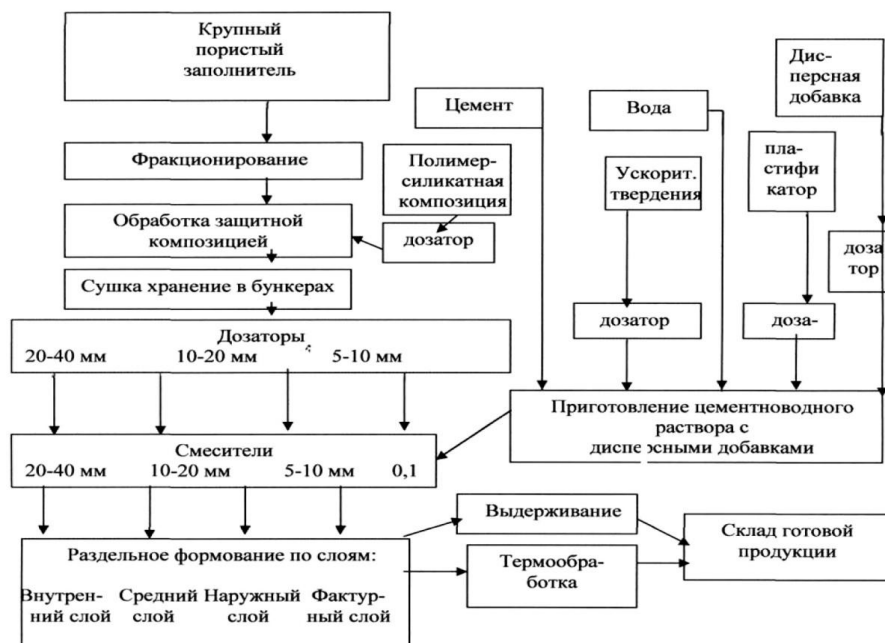 Крупный
пористый
заполнитель
Фракционирование
Обработка защитной
композицией
Полимер-
силикатная
композиция
дозатор
Сушка хранение в бункерах
Дозаторы
20-40 мм 10-20 мм 5-10 мм
Смесители
20-40 мм 10-20 мм 5-10 мм 0,1
Раздельное формование по слоям:
Внутрен- Средний Наружный Фактур-
ний слой слой слой ный слой
Цемент
Вода
Ускорит.
твердения
дозатор
пла-
стифи
катор
доза-
Дис-
персная
добавка
доза
тор
Приготовление цементноводного
раствора с
дисперсными добавками
Выдерживание
Термообра-
ботка
Склад готовой
продукции